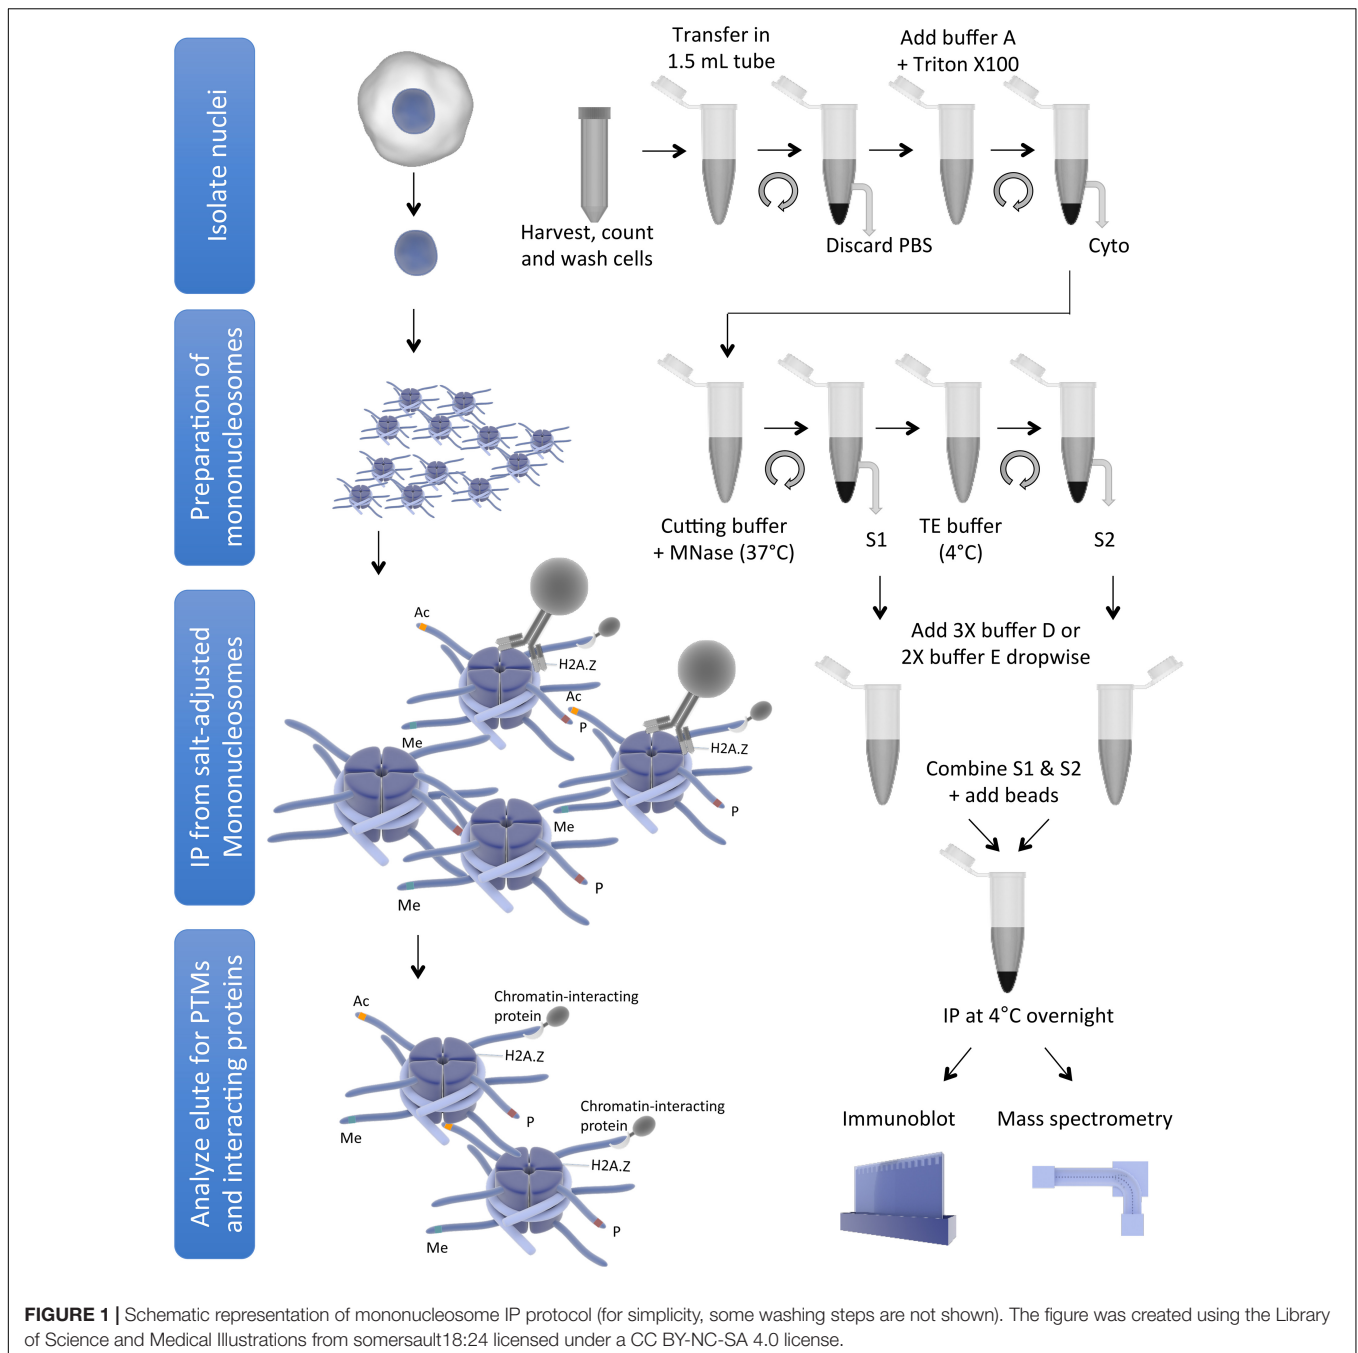 Isolate nuclei
Transfer in
1.5 mL tube
Add buffer A
+ Triton X100
Harvest, count
and wash cells
Discard PBS
Cyto
Preparation of
mononucleosomes
Cutting buffer
+ MNase (37°C)
S1
TE buffer
(4°C)
S2
IP from salt-adjusted
Mononucleosomes
Ac
H2A.Z
Ac
P
Me
H2A.Z
P
Me
P
Me
Add 3X buffer D or
2X buffer E dropwise
Combine S1 & S2
+ add beads
IP at 4°C overnight
Analyze elute for PTMs
and interacting proteins
Ac
Chromatin-interacting
protein
H2A.Z
P
Me
Chromatin-interacting
protein
H2A.Z
P
Me
Immunoblot
Mass spectrometry
FIGURE 1 | Schematic representation of mononucleosome IP protocol (for simplicity, some washing steps are not shown). The figure was created using the Library
of Science and Medical Illustrations from somersault18:24 licensed under a CC BY-NC-SA 4.0 license.